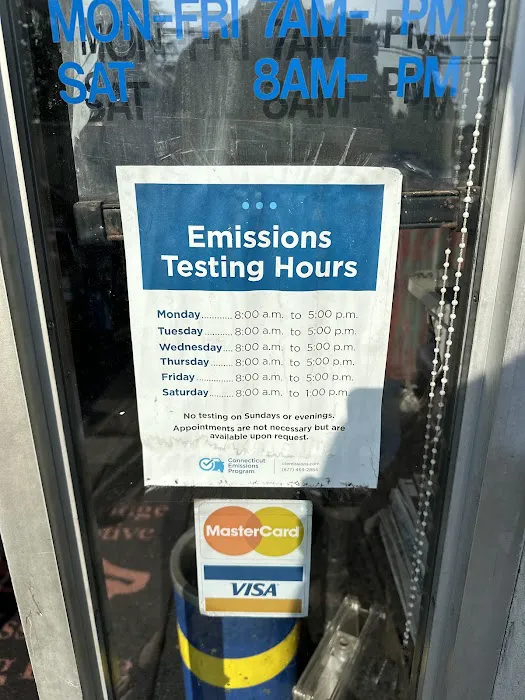 MON-FRI 7AM- PM
SAT 8AM- PM
Emissions
Testing Hours
Monday............8:00 a.m. to 5:00 p.m.
Tuesday...........8:00 a.m. to 5:00 p.m.
Wednesday....8:00 a.m. to 5:00 p.m.
Thursday.........8:00 a.m. to 5:00 p.m.
Friday..............8:00 a.m. to 5:00 p.m.
Saturday..........8:00 a.m. to 1:00 p.m.
No testing on Sundays or evenings.
Appointments are not necessary but are
available upon request.
Connecticut
Emissions
Program
ctemissions.com
MasterCard
VISA